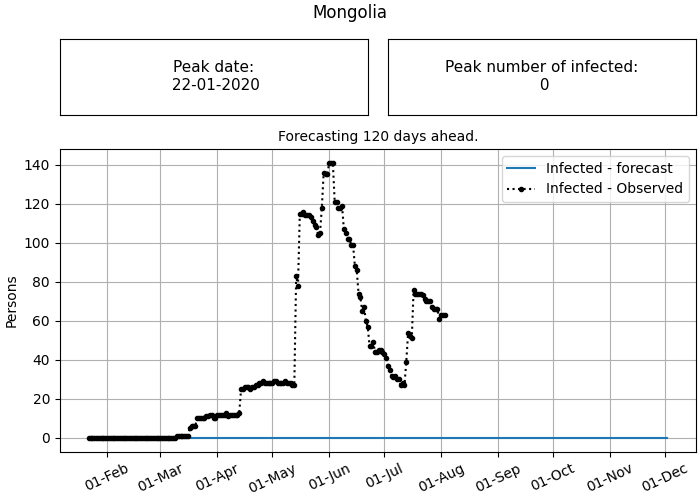 Mongolia
Peak date:
22-01-2020
Peak number of infected:
0
Forecasting 120 days ahead.
Infected - forecast
Infected - Observed
Persons
140
120
100
80
60
40
20
0
01-Feb
01-Mar
01-Apr
01-May
01-Jun
01-Jul
01-Aug
01-Sep
01-Oct
01-Nov
01-Dec